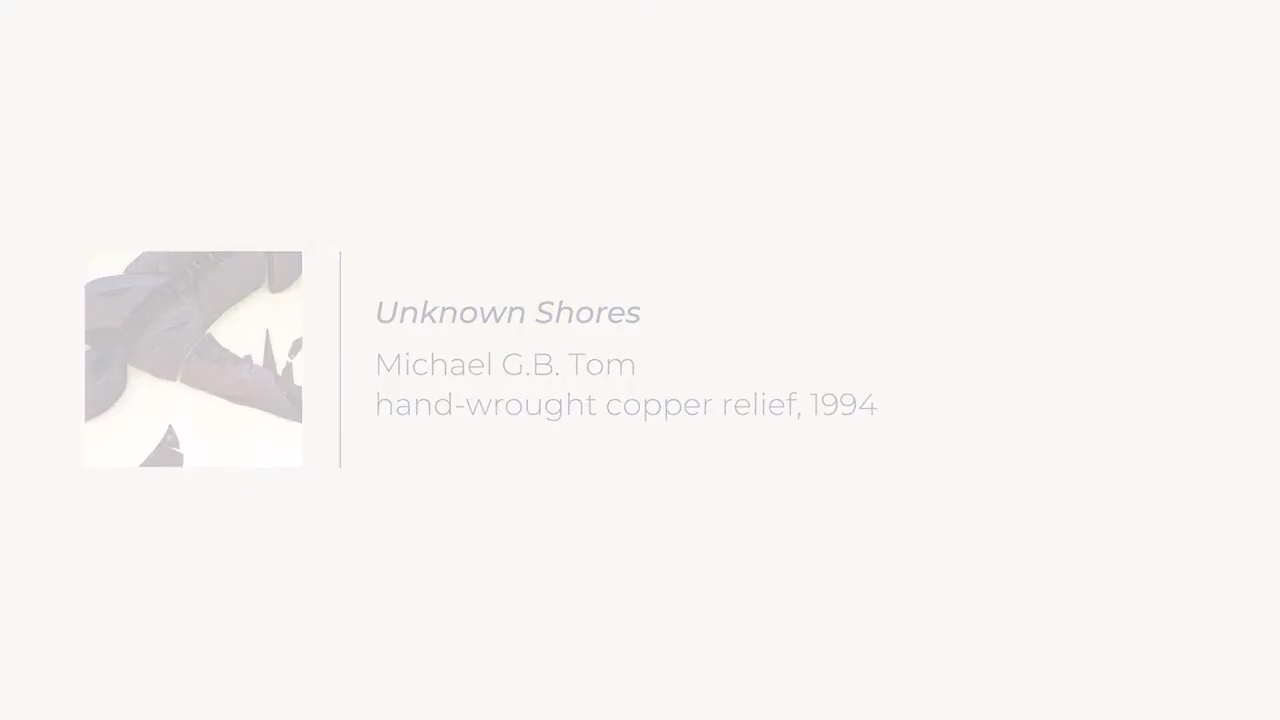 Unknown Shores
Michael G.B. Tom
hand-wrought copper relief, 1994